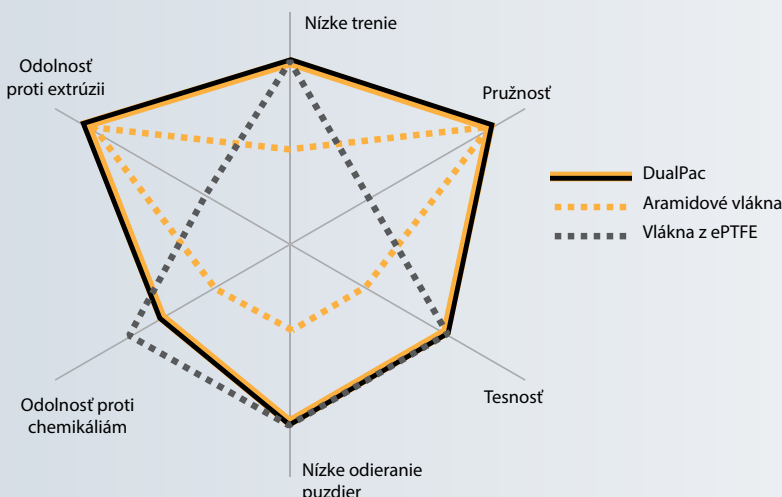 Nízke trenie
Odolnosť
proti extrúzii
Pružnosť
DualPac
Aramidové vlákna
Vlákna z ePTFE
Odolnosť proti
chemikáliám
Tesnosť
Nízke odieranie
puzdier